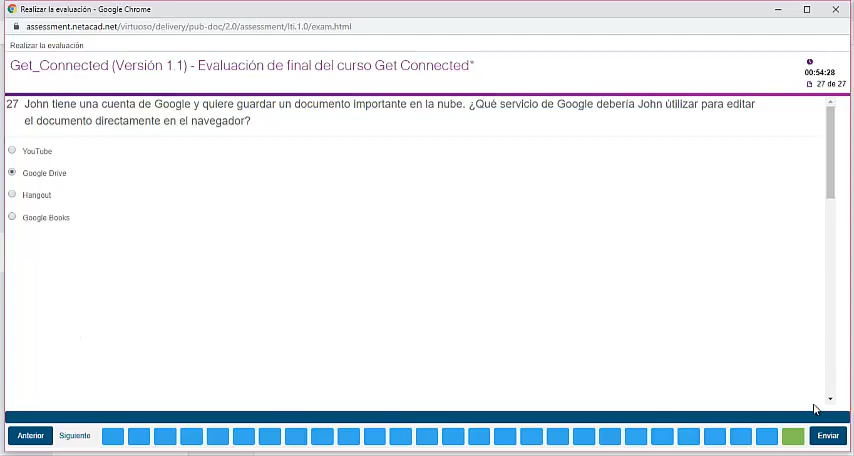 Realizar la evaluación - Google Chrome
assessment.netacad.net/virtuoso/delivery/pub-doc/2.0/assessment/lti.1.0/exam.html
Realizar la evaluación
Get_Connected (Versión 1.1) - Evaluación de final del curso Get Connected*
00:54:28
27 de 27
27 John tiene una cuenta de Google y quiere guardar un documento importante en la nube. ¿Qué servicio de Google debería John útilizar para editar
el documento directamente en el navegador?
YouTube
Google Drive
Hangout
Google Books
Anterior Siguiente Enviar